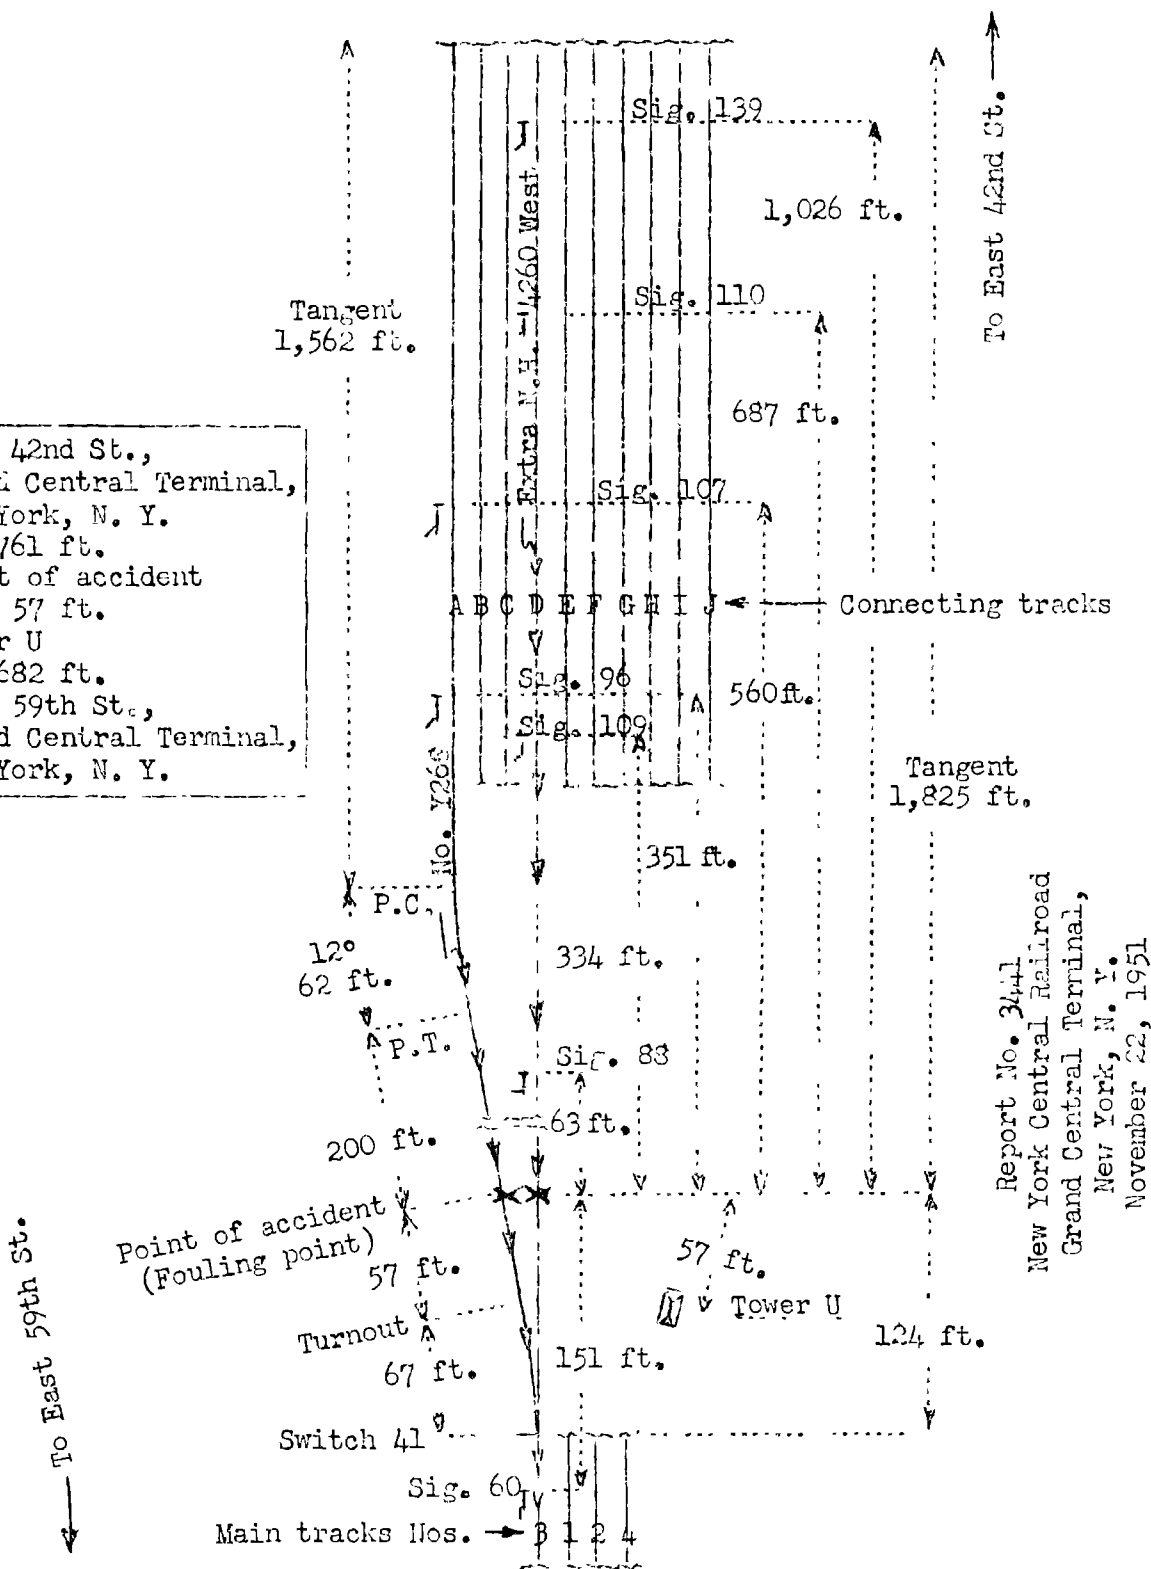 Sig. 139
To East 42nd St.
1,026 ft.
Extra N.H. - 4260 West
Sig. 110
Tangent
1,562 ft.
687 ft.
42nd St.,
Central Terminal,
York, N. Y.
761 ft.
t of accident
57 ft.
r U
682 ft.
59th St.,
d Central Terminal,
York, N. Y.
Sig. 107
A B C D E F G H I J
Connecting tracks
Sig. 96
560ft.
Sig. 109
Tangent
1,825 ft.
351 ft.
P.C.
12°
62 ft.
334 ft.
P.T.
Sig. 88
63 ft.
200 ft.
Report No. 3441
New York Central Railroad
Grand Central Terminal,
New York, N. Y.
November 22, 1951
Point of accident
(Fouling point)
57 ft.
57 ft.
Tower U
Turnout
124 ft.
67 ft.
151 ft.
To East 59th St.
Switch 41
Sig. 60
Main tracks Nos.
3 1 2 4